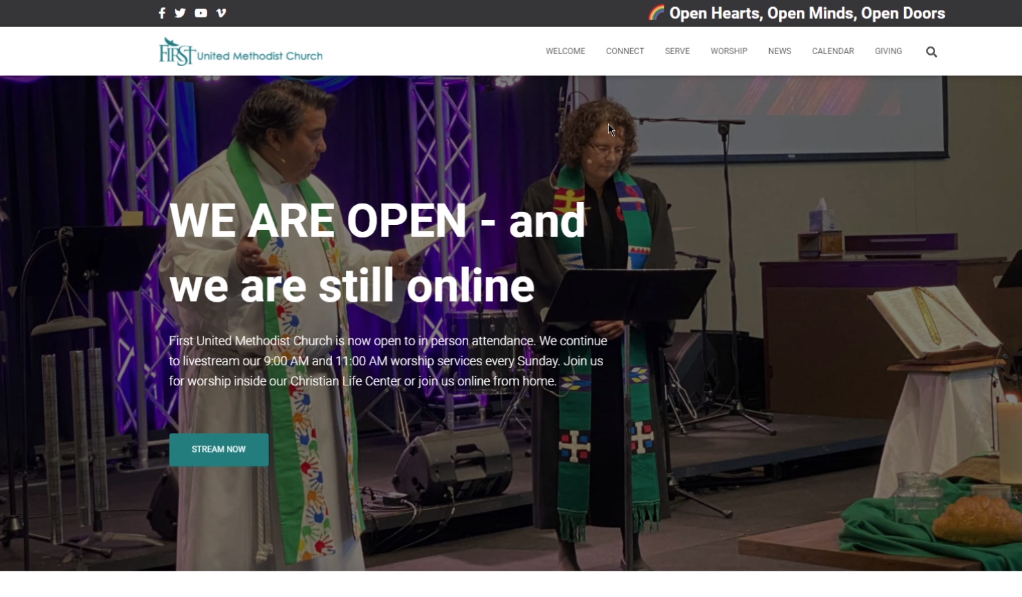 Open Hearts, Open Minds, Open Doors
FIRST United Methodist Church
WELCOME CONNECT SERVE WORSHIP NEWS CALENDAR GIVING
WE ARE OPEN - and
we are still online
First United Methodist Church is now open to in person attendance. We continue
to livestream our 9:00 AM and 11:00 AM worship services every Sunday. Join us
for worship inside our Christian Life Center or join us online from home.
STREAM NOW